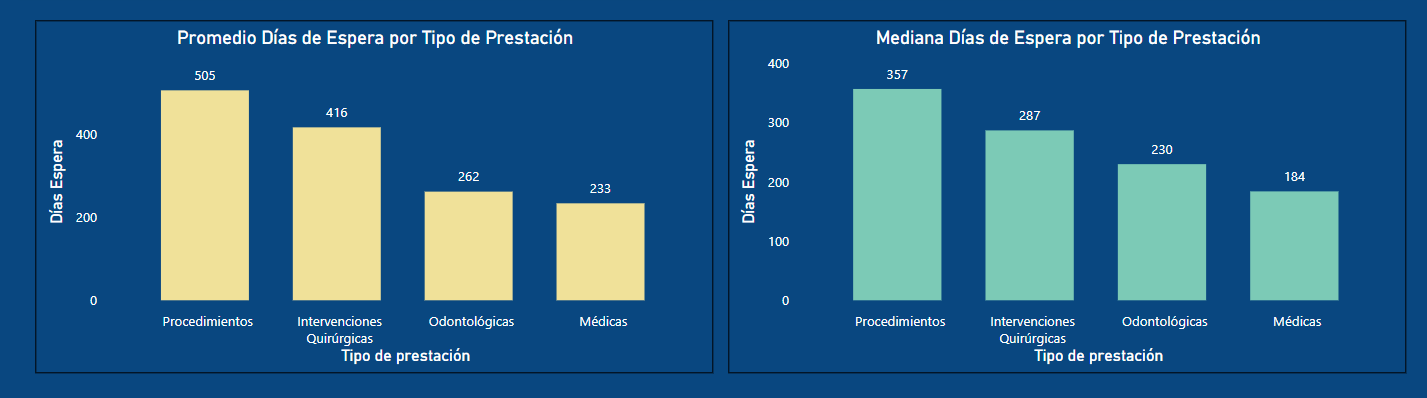 Promedio Días de Espera por Tipo de Prestación
505
416
262
233
400
200
0
Días Espera
Procedimientos
Intervenciones
Quirúrgicas
Odontológicas
Médicas
Tipo de prestación
Mediana Días de Espera por Tipo de Prestación
400
300
200
100
0
357
287
230
184
Días Espera
Procedimientos
Intervenciones
Quirúrgicas
Odontológicas
Médicas
Tipo de prestación